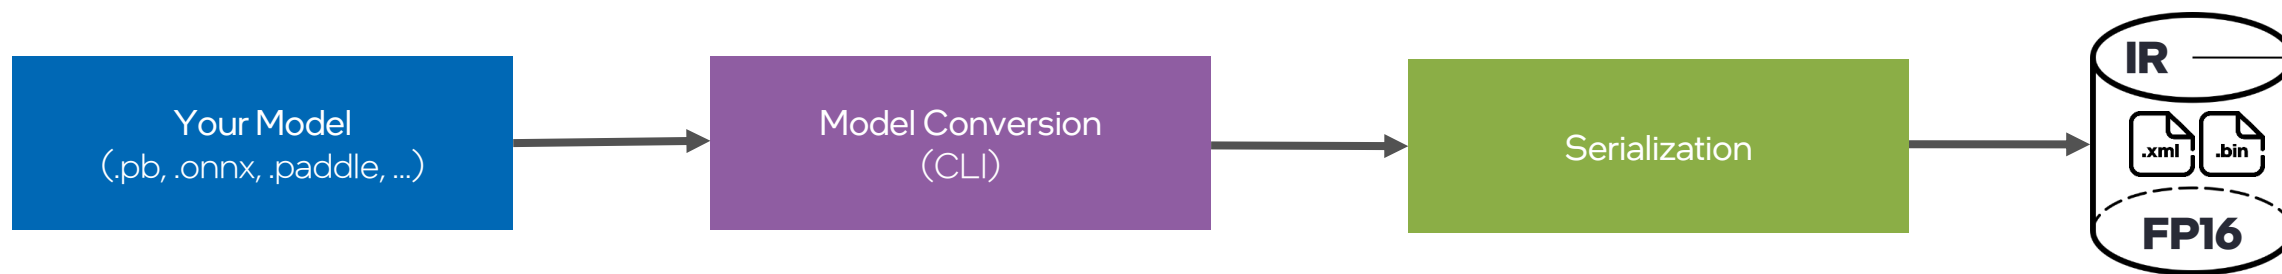 Your Model
(.pb, .onnx, .paddle, ...)
Model Conversion
(CLI)
Serialization
IR
.xml
.bin
FP16